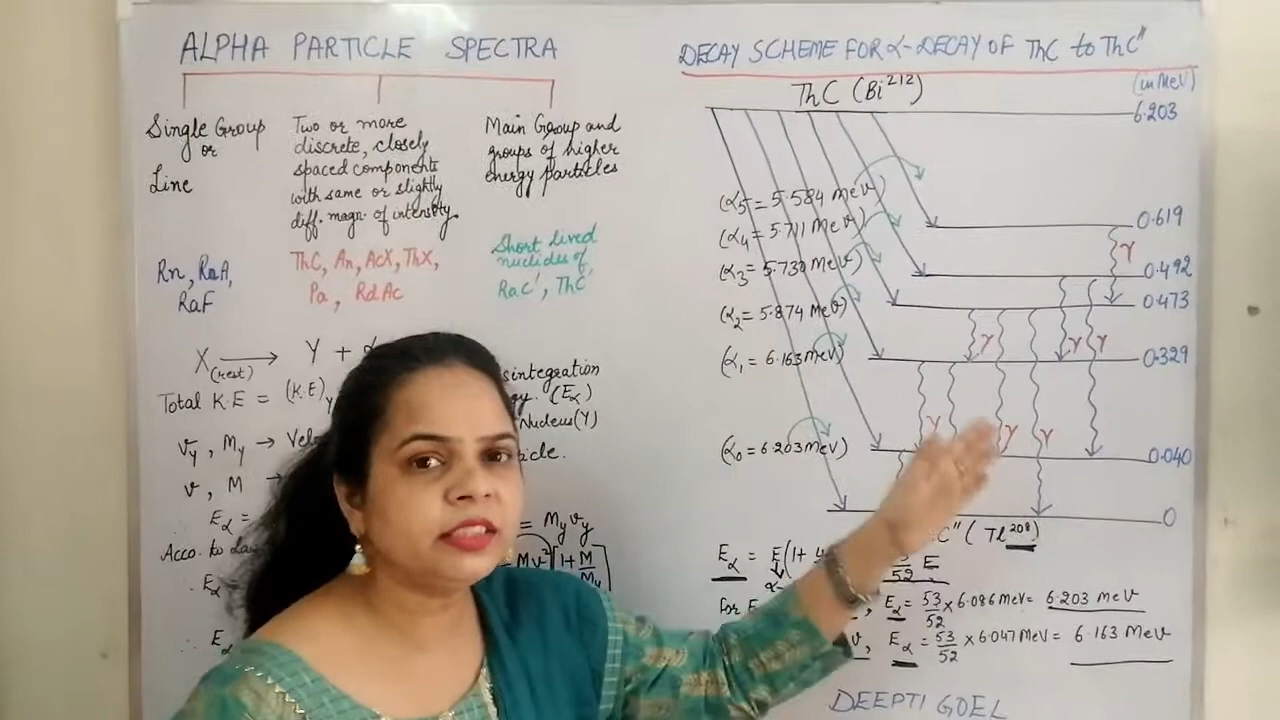 ALPHA PARTICLE SPECTRA
Single Group
or
Line
Rn, RaA,
RaF
Two or more
discrete, closely
spaced components
with same or slightly
diff. magn. of intensity.
ThC, An, AcX, ThX,
Pa, RdAc
Main Group and
groups of higher
energy particles
Short lived
nuclides of
RaC', ThC'
X(rest) ⟶ Y + α
Total K.E = (K.E)y
vy, My →
v, M →
Eα =
Acco. to Law
∴ Eα =
∴ Eα
(Eα)
Nucleus(Y)
= My vy
Mv² [1 + M/My]
DECAY SCHEME FOR α-DECAY OF ThC to ThC"
ThC (Bi²¹²)
(in MeV)
6.203
(α5 = 5.584 MeV)
0.619
(α4 = 5.711 MeV)
γ
0.492
(α3 = 5.730 MeV)
0.473
(α2 = 5.874 MeV)
γ γ γ
(α1 = 6.163 MeV)
0.329
γ γ γ
(α0 = 6.203 MeV)
0.040
0
C" (Tl²⁰⁸)
Eα = E(1+ 4
53/52 E
for E
, Eα = 53/52 × 6.086 MeV = 6.203 MeV
, Eα = 53/52 × 6.047 MeV = 6.163 MeV
DEEPTI GOEL